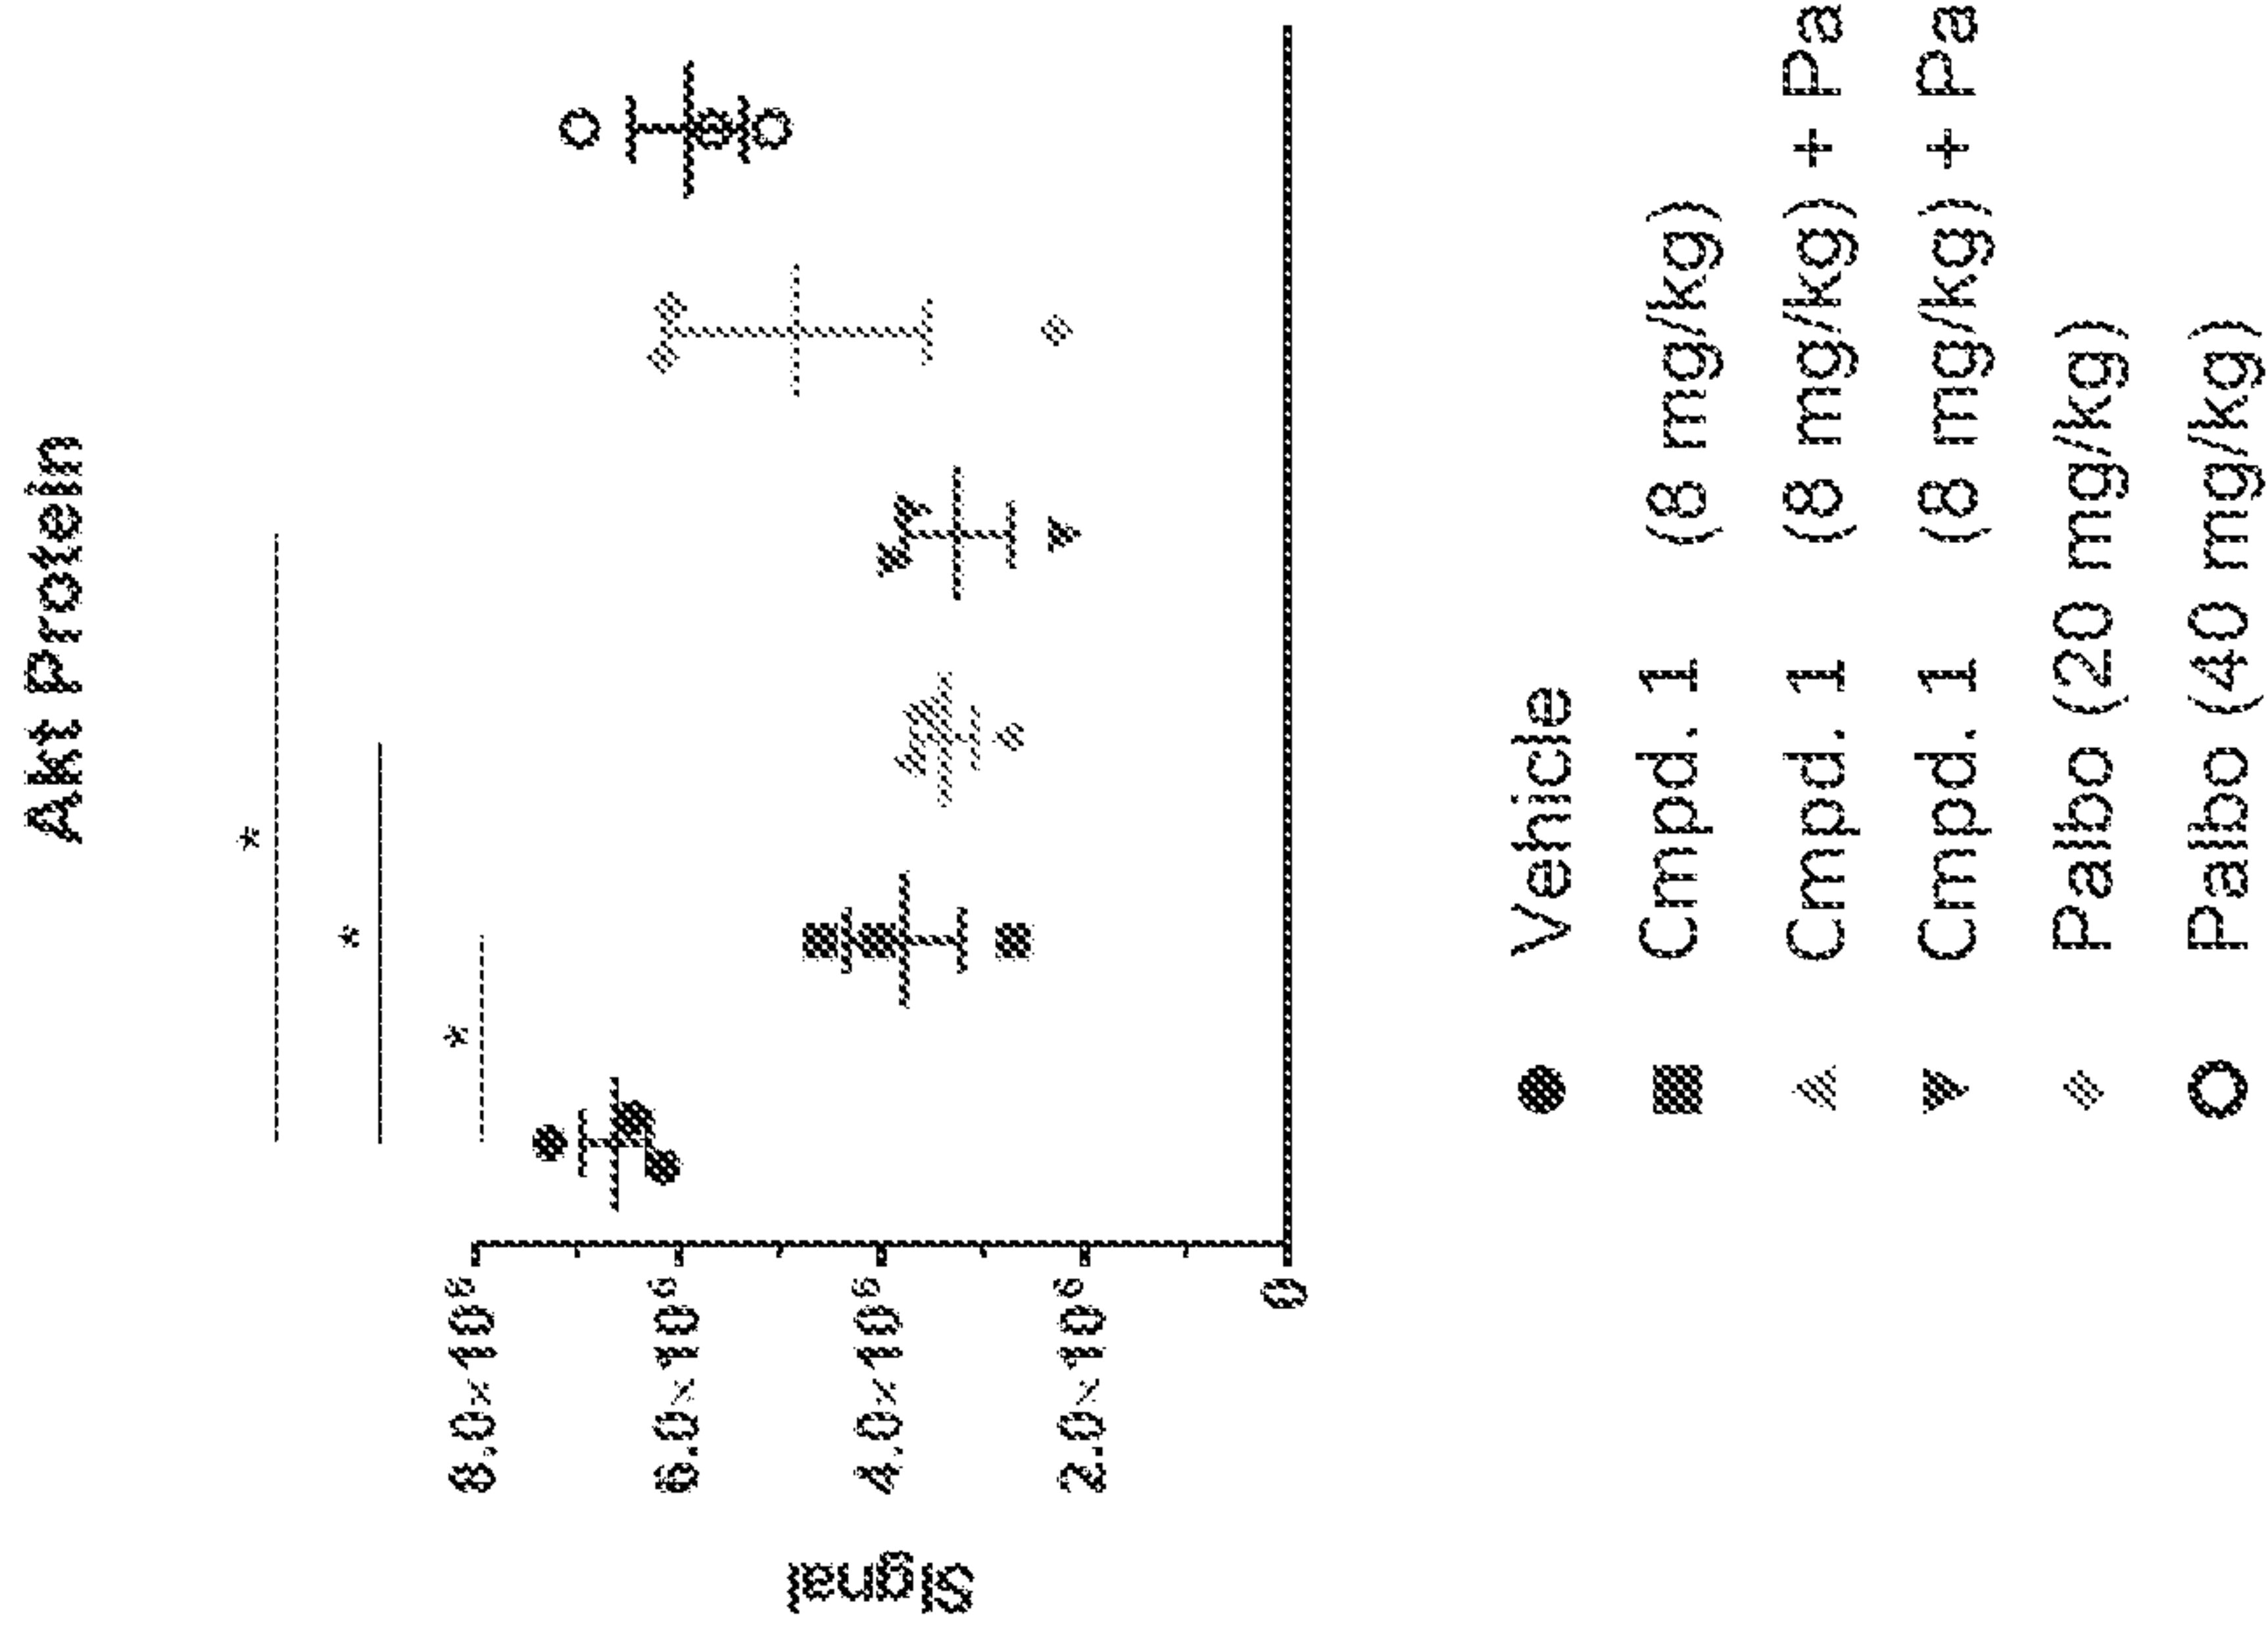 Akt Protein
*
*
*
8.0×10⁶
6.0×10⁶
4.0×10⁶
2.0×10⁶
0
Signal
Vehicle
Cmpd. 1 (8 mg/kg)
Cmpd. 1 (8 mg/kg) + Pa
Cmpd. 1 (8 mg/kg) + Pa
Palbo (20 mg/kg)
Palbo (40 mg/kg)